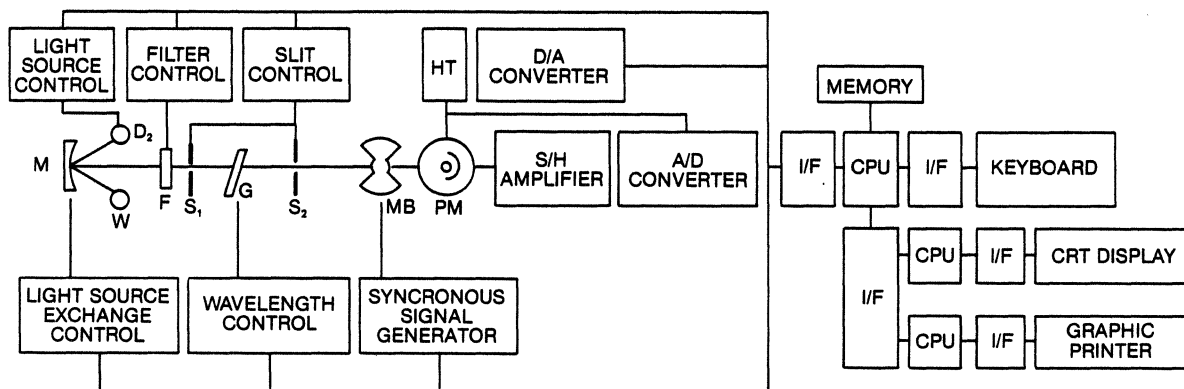 LIGHT
SOURCE
CONTROL
FILTER
CONTROL
SLIT
CONTROL
HT
D/A
CONVERTER
MEMORY
M
D₂
W
F
S₁
G
S₂
MB
PM
S/H
AMPLIFIER
A/D
CONVERTER
I/F
CPU
I/F
KEYBOARD
I/F
CPU
I/F
CRT DISPLAY
CPU
I/F
GRAPHIC
PRINTER
LIGHT SOURCE
EXCHANGE
CONTROL
WAVELENGTH
CONTROL
SYNCRONOUS
SIGNAL
GENERATOR